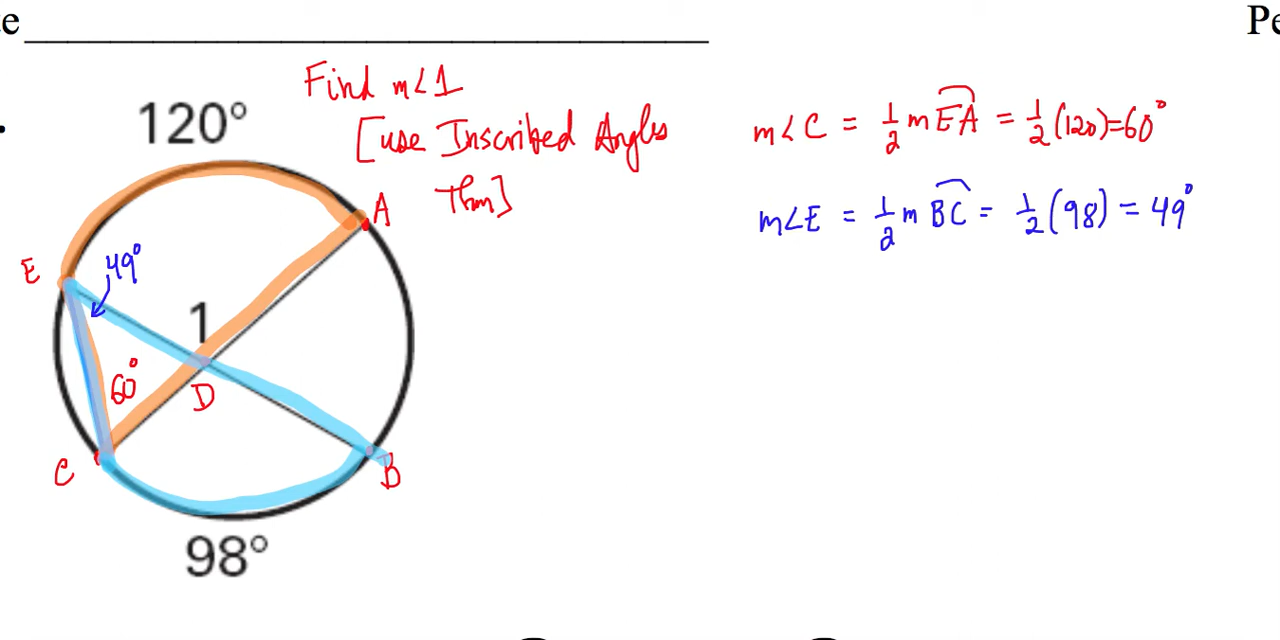 e
Pe
Find m∠1
[use Inscribed Angles
Thm]
120°
A
E
49°
1
60°
D
C
B
98°
m∠C = 1/2 mEA = 1/2 (120)=60°
m∠E = 1/2 m BC = 1/2 (98) = 49°